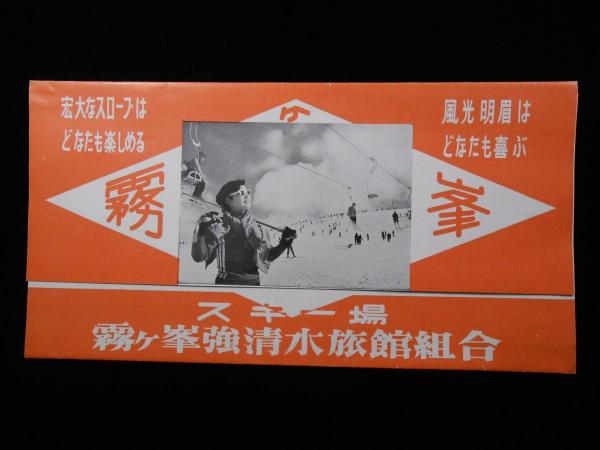 宏大なスロープは
どなたも楽しめる
風光明眉は
どなたも喜ぶ
霧ヶ峯
スキー場
霧ヶ峯強清水旅館組合